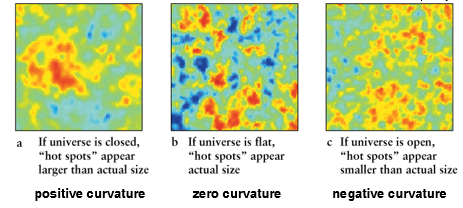 a If universe is closed,
"hot spots" appear
larger than actual size
b If universe is flat,
"hot spots" appear
actual size
c If universe is open,
"hot spots" appear
smaller than actual size
positive curvature
zero curvature
negative curvature